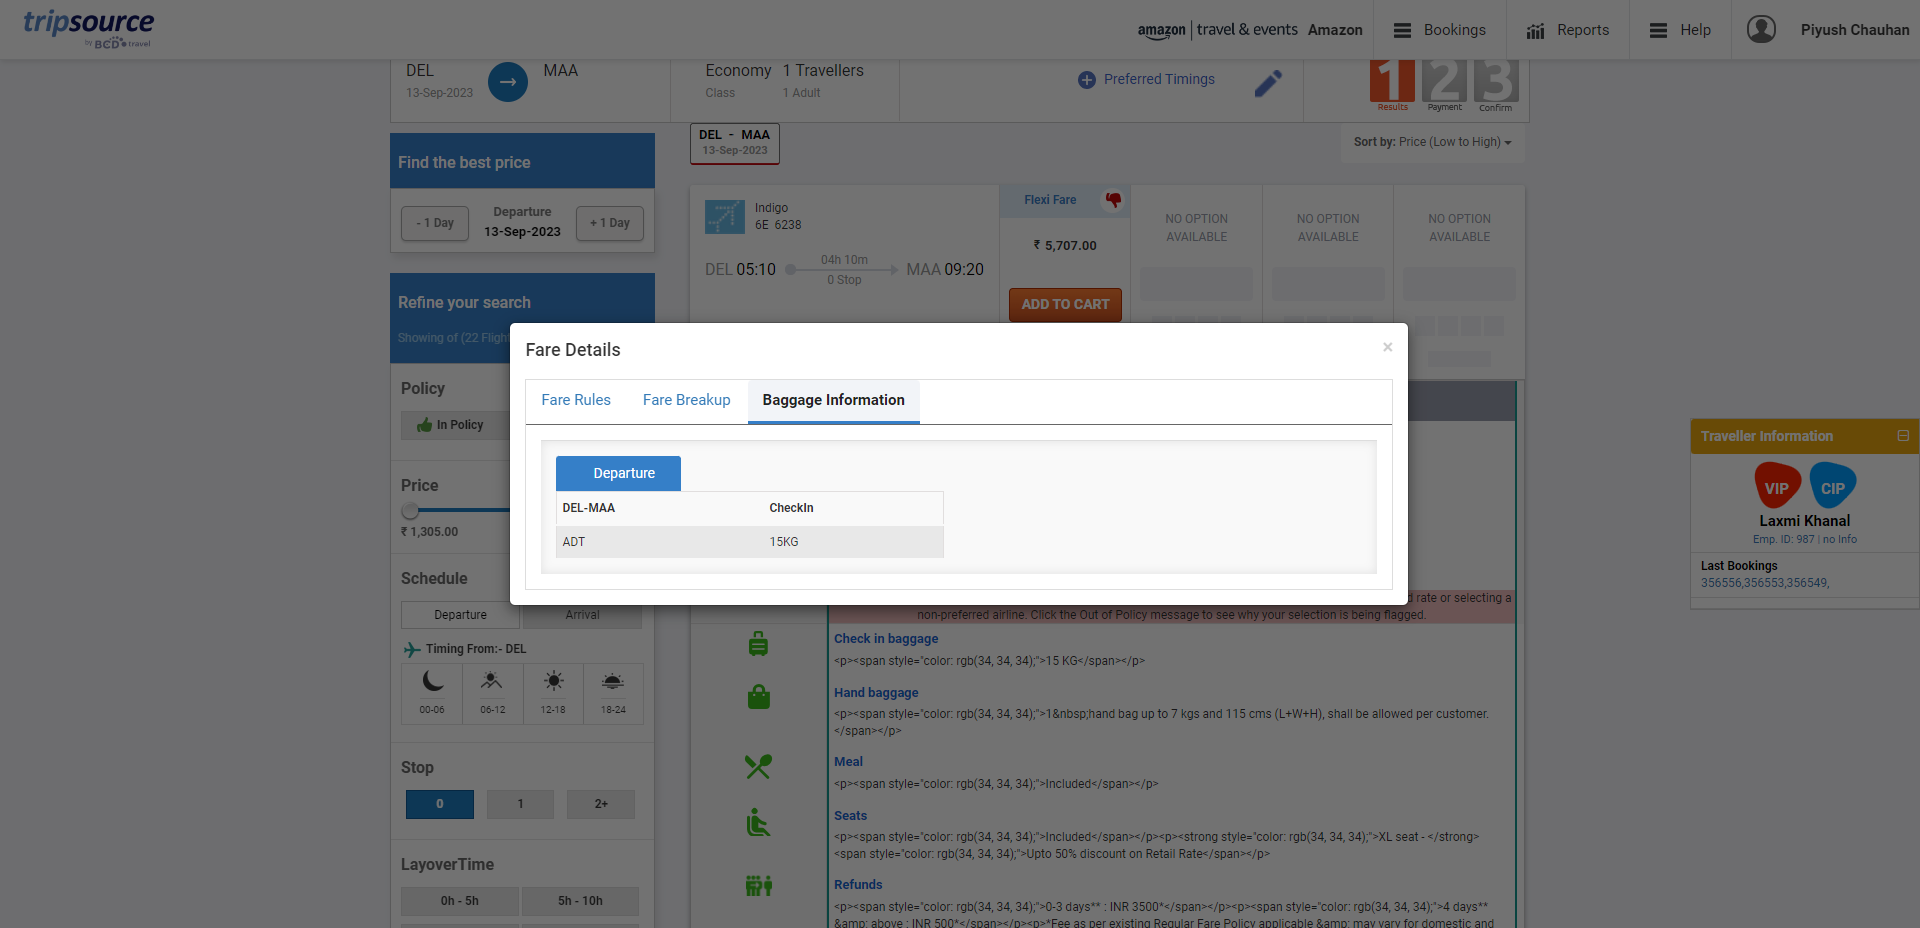 tripsource
by BCD travel
amazon | travel & events Amazon
Bookings
Reports
Help
Piyush Chauhan
DEL
13-Sep-2023
MAA
Economy
Class
1 Travellers
1 Adult
Preferred Timings
1 2 3
Results Payment Confirm
Find the best price
- 1 Day
Departure
13-Sep-2023
+ 1 Day
DEL - MAA
13-Sep-2023
Sort by: Price (Low to High)
Indigo
6E 6238
DEL 05:10
04h 10m
0 Stop
MAA 09:20
Flexi Fare
₹ 5,707.00
ADD TO CART
NO OPTION
AVAILABLE
NO OPTION
AVAILABLE
NO OPTION
AVAILABLE
Refine your search
Showing of (22 Fligh
Policy
In Policy
Price
₹ 1,305.00
Schedule
Departure
Arrival
Timing From:- DEL
00-06
06-12
12-18
18-24
Stop
0
1
2+
LayoverTime
0h - 5h
5h - 10h
Fare Details
×
Fare Rules
Fare Breakup
Baggage Information
Departure
DEL-MAA CheckIn
ADT 15KG
rate or selecting a
non-preferred airline. Click the Out of Policy message to see why your selection is being flagged.
Check in baggage
<p><span style="color: rgb(34, 34, 34);">15 KG</span></p>
Hand baggage
<p><span style="color: rgb(34, 34, 34);">1&nbsp;hand bag up to 7 kgs and 115 cms (L+W+H), shall be allowed per customer.
</span></p>
Meal
<p><span style="color: rgb(34, 34, 34);">Included</span></p>
Seats
<p><span style="color: rgb(34, 34, 34);">Included</span></p><p><strong style="color: rgb(34, 34, 34);">XL seat - </strong>
<span style="color: rgb(34, 34, 34);">Upto 50% discount on Retail Rate</span></p>
Refunds
<p><span style="color: rgb(34, 34, 34);">0-3 days** : INR 3500*</span></p><p><span style="color: rgb(34, 34, 34);">4 days**
&amp; above : INR 500*</span></p><p>*Fee as per existing Regular Fare Policy applicable &amp; may vary for domestic and
Traveller Information
VIP
CIP
Laxmi Khanal
Emp. ID: 987 | no Info
Last Bookings
356556,356553,356549,